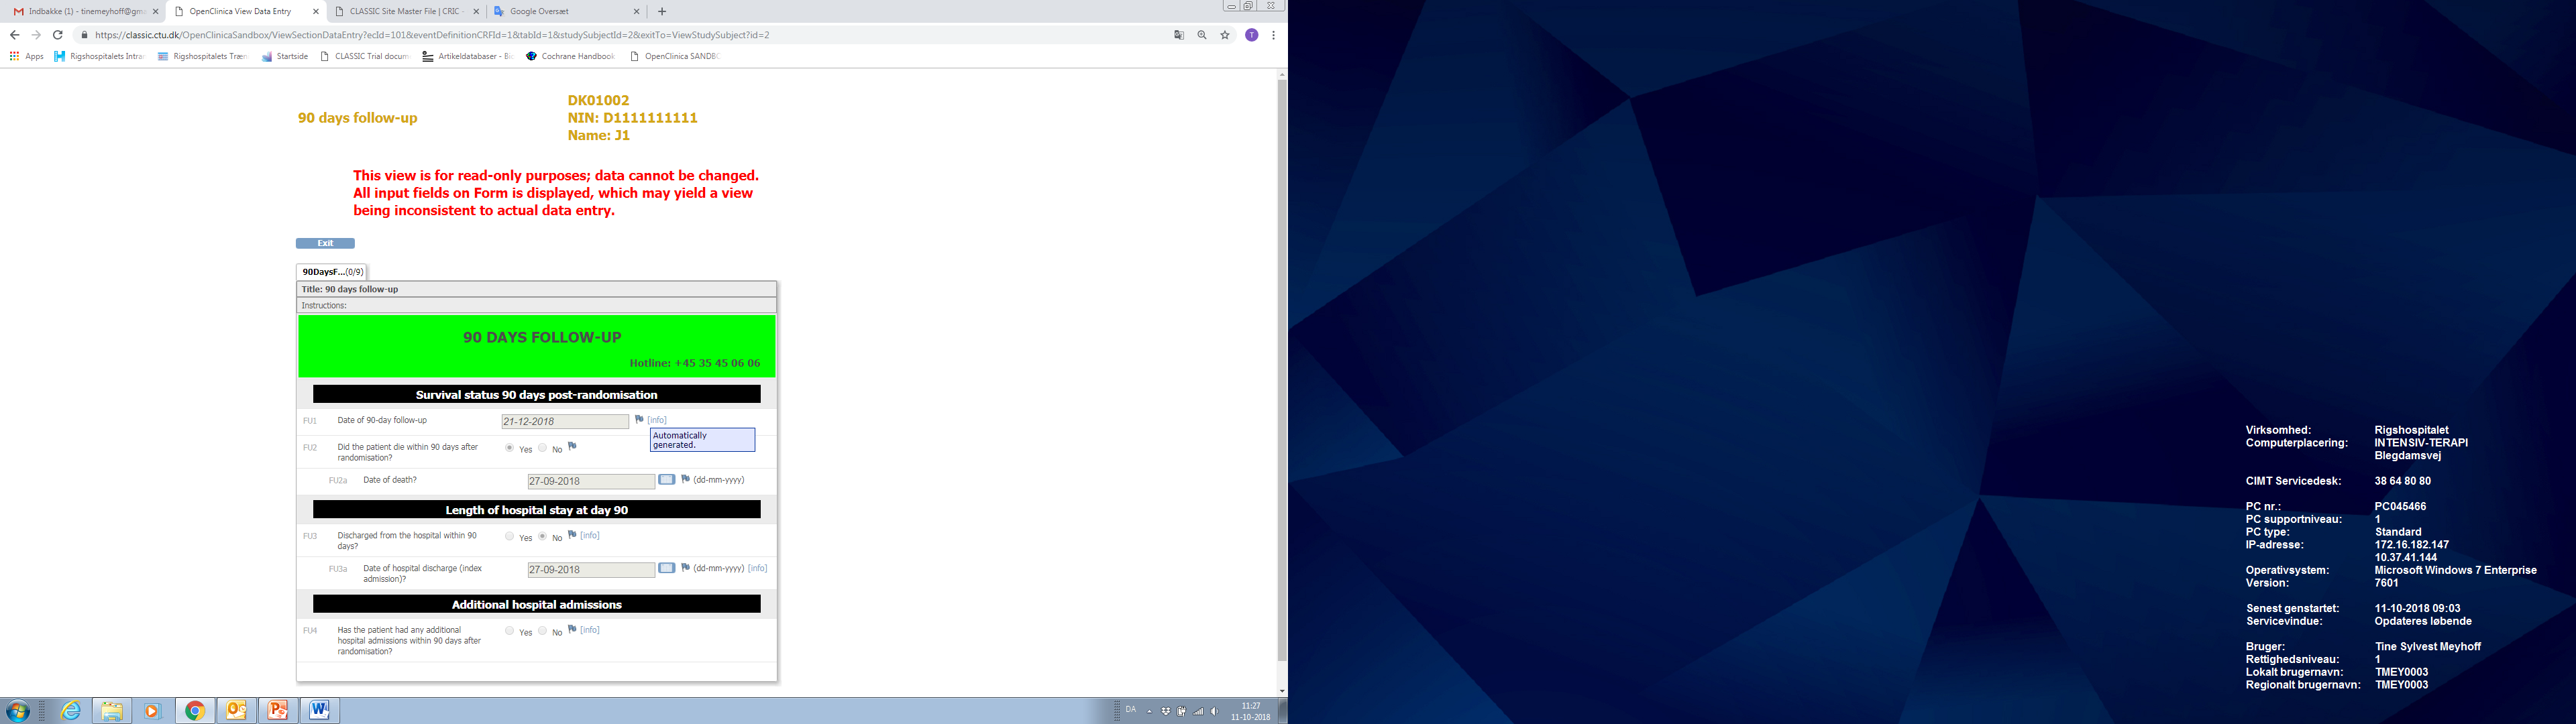 Indbakke (1) - tinemeyhoff@gm
OpenClinica View Data Entry
CLASSIC Site Master File | CRIC -
Google Oversæt
https://classic.ctu.dk/OpenClinicaSandbox/ViewSectionDataEntry?ecId=101&eventDefinitionCRFId=1&tabId=1&studySubjectId=2&exitTo=ViewStudySubject?id=2
T
Apps
Rigshospitalets Intra
Rigshospitalets Træn
Startside
CLASSIC Trial docum
Artikeldatabaser - Bi
Cochrane Handbook
OpenClinica SANDBO
90 days follow-up
DK01002
NIN: D1111111111
Name: J1
This view is for read-only purposes; data cannot be changed.
All input fields on Form is displayed, which may yield a view
being inconsistent to actual data entry.
Exit
90DaysF...(0/9)
Title: 90 days follow-up
Instructions:
90 DAYS FOLLOW-UP
Hotline: +45 35 45 06 06
Survival status 90 days post-randomisation
FU1 Date of 90-day follow-up 21-12-2018 [info]
Automatically
generated.
FU2 Did the patient die within 90 days after
randomisation?
Yes No
FU2a Date of death? 27-09-2018 (dd-mm-yyyy)
Length of hospital stay at day 90
FU3 Discharged from the hospital within 90
days?
Yes No [info]
FU3a Date of hospital discharge (index
admission)?
27-09-2018 (dd-mm-yyyy) [info]
Additional hospital admissions
FU4 Has the patient had any additional
hospital admissions within 90 days after
randomisation?
Yes No [info]
DA
11:27
11-10-2018
Virksomhed: Rigshospitalet
Computerplacering: INTENSIV-TERAPI
Blegdamsvej
CIMT Servicedesk: 38 64 80 80
PC nr.: PC045466
PC supportniveau: 1
PC type: Standard
IP-adresse: 172.16.182.147
10.37.41.144
Operativsystem: Microsoft Windows 7 Enterprise
Version: 7601
Senest genstartet: 11-10-2018 09:03
Servicevindue: Opdateres løbende
Bruger: Tine Sylvest Meyhoff
Rettighedsniveau: 1
Lokalt brugernavn: TMEY0003
Regionalt brugernavn: TMEY0003